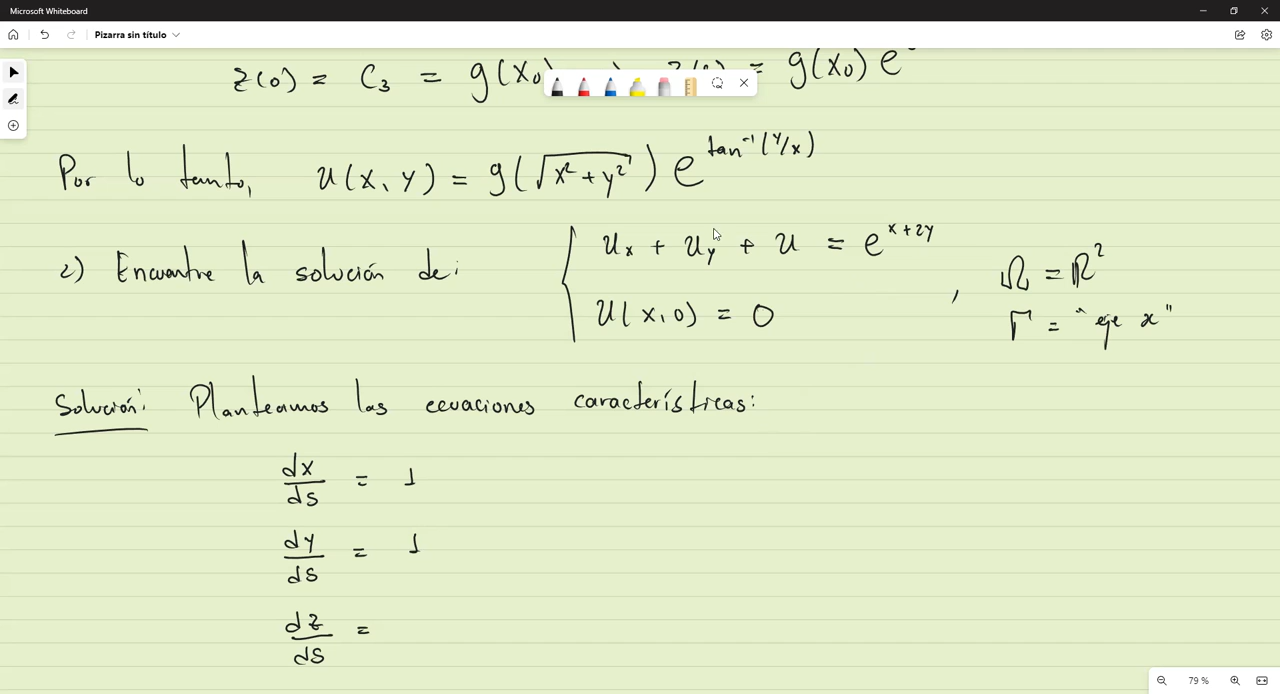 Microsoft Whiteboard
Pizarra sin título
z(0) = C₃ = g(x₀) = g(x₀) e
Por lo tanto, u(x, y) = g(√(x² + y²)) e^(tan⁻¹(y/x))
2) Encuentre la solución de: { u_x + u_y + u = e^(x + 2y)
u(x, 0) = 0 , Ω = ℝ²
Γ = "eje x"
Solución: Planteamos las ecuaciones características:
dx/ds = 1
dy/ds = 1
dz/ds =
79 %